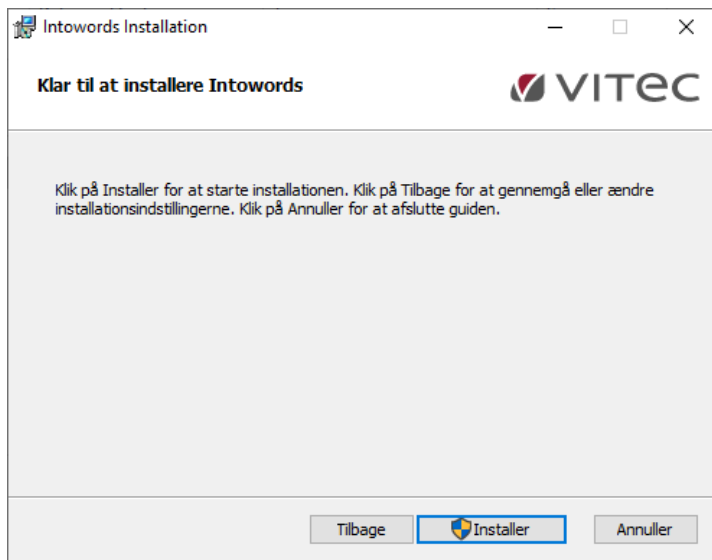 Intowords Installation
Klar til at installere Intowords
VITEC
Klik på Installer for at starte installationen. Klik på Tilbage for at gennemgå eller ændre
installationsindstillingerne. Klik på Annuller for at afslutte guiden.
Tilbage
Installer
Annuller